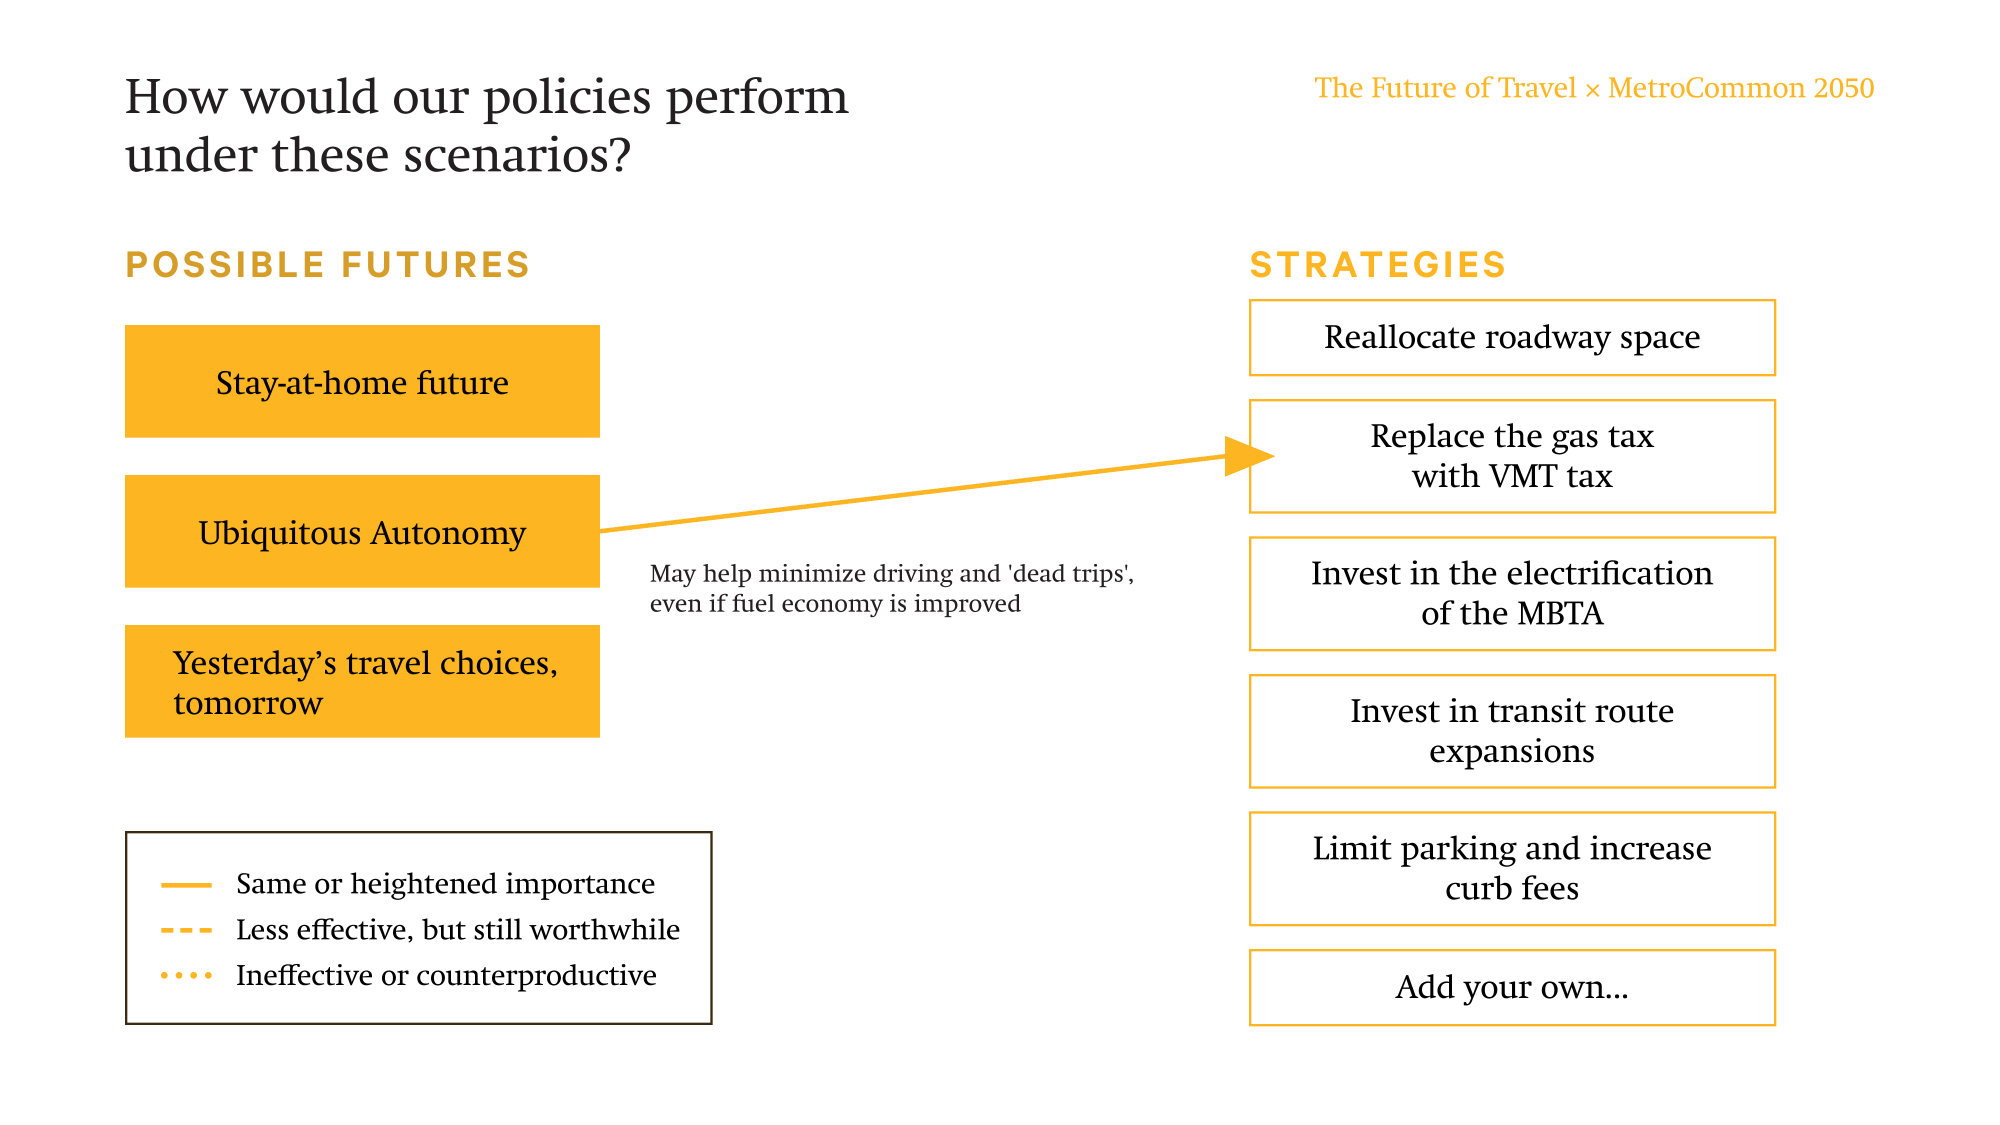 How would our policies perform
under these scenarios?
The Future of Travel × MetroCommon 2050
POSSIBLE FUTURES
Stay-at-home future
Ubiquitous Autonomy
Yesterday’s travel choices,
tomorrow
May help minimize driving and 'dead trips',
even if fuel economy is improved
STRATEGIES
Reallocate roadway space
Replace the gas tax
with VMT tax
Invest in the electrification
of the MBTA
Invest in transit route
expansions
Limit parking and increase
curb fees
Add your own...
Same or heightened importance
Less effective, but still worthwhile
Ineffective or counterproductive